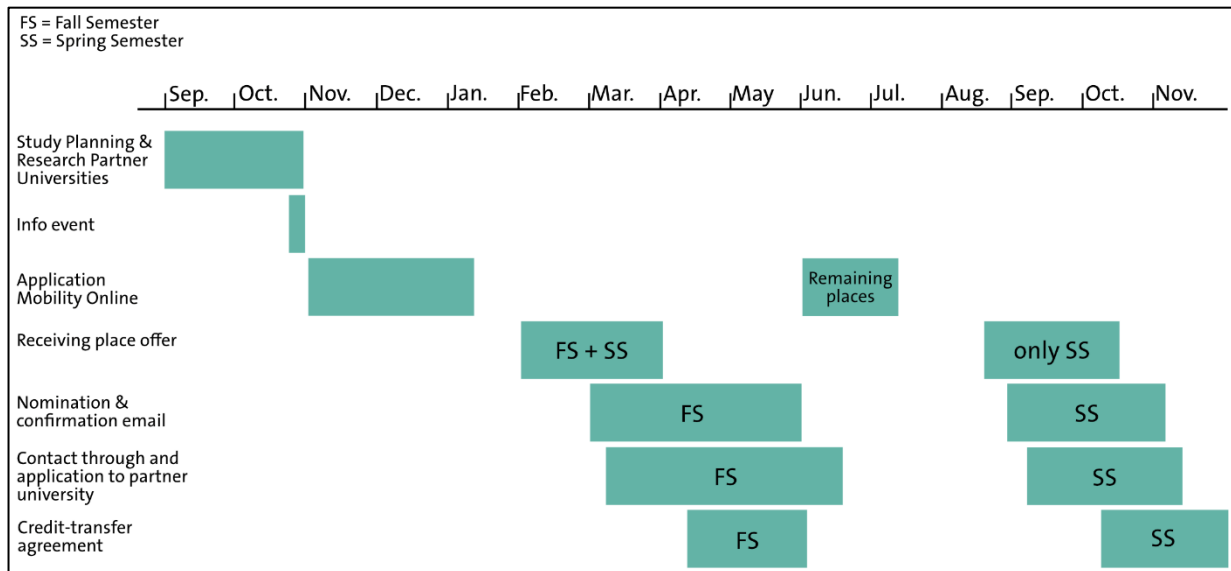 FS = Fall Semester
SS = Spring Semester
Sep. Oct. Nov. Dec. Jan. Feb. Mar. Apr. May Jun. Jul. Aug. Sep. Oct. Nov.
Study Planning &
Research Partner
Universities
Info event
Application
Mobility Online
Remaining
places
Receiving place offer
FS + SS
only SS
Nomination &
confirmation email
FS
SS
Contact through and
application to partner
university
FS
SS
Credit-transfer
agreement
FS
SS